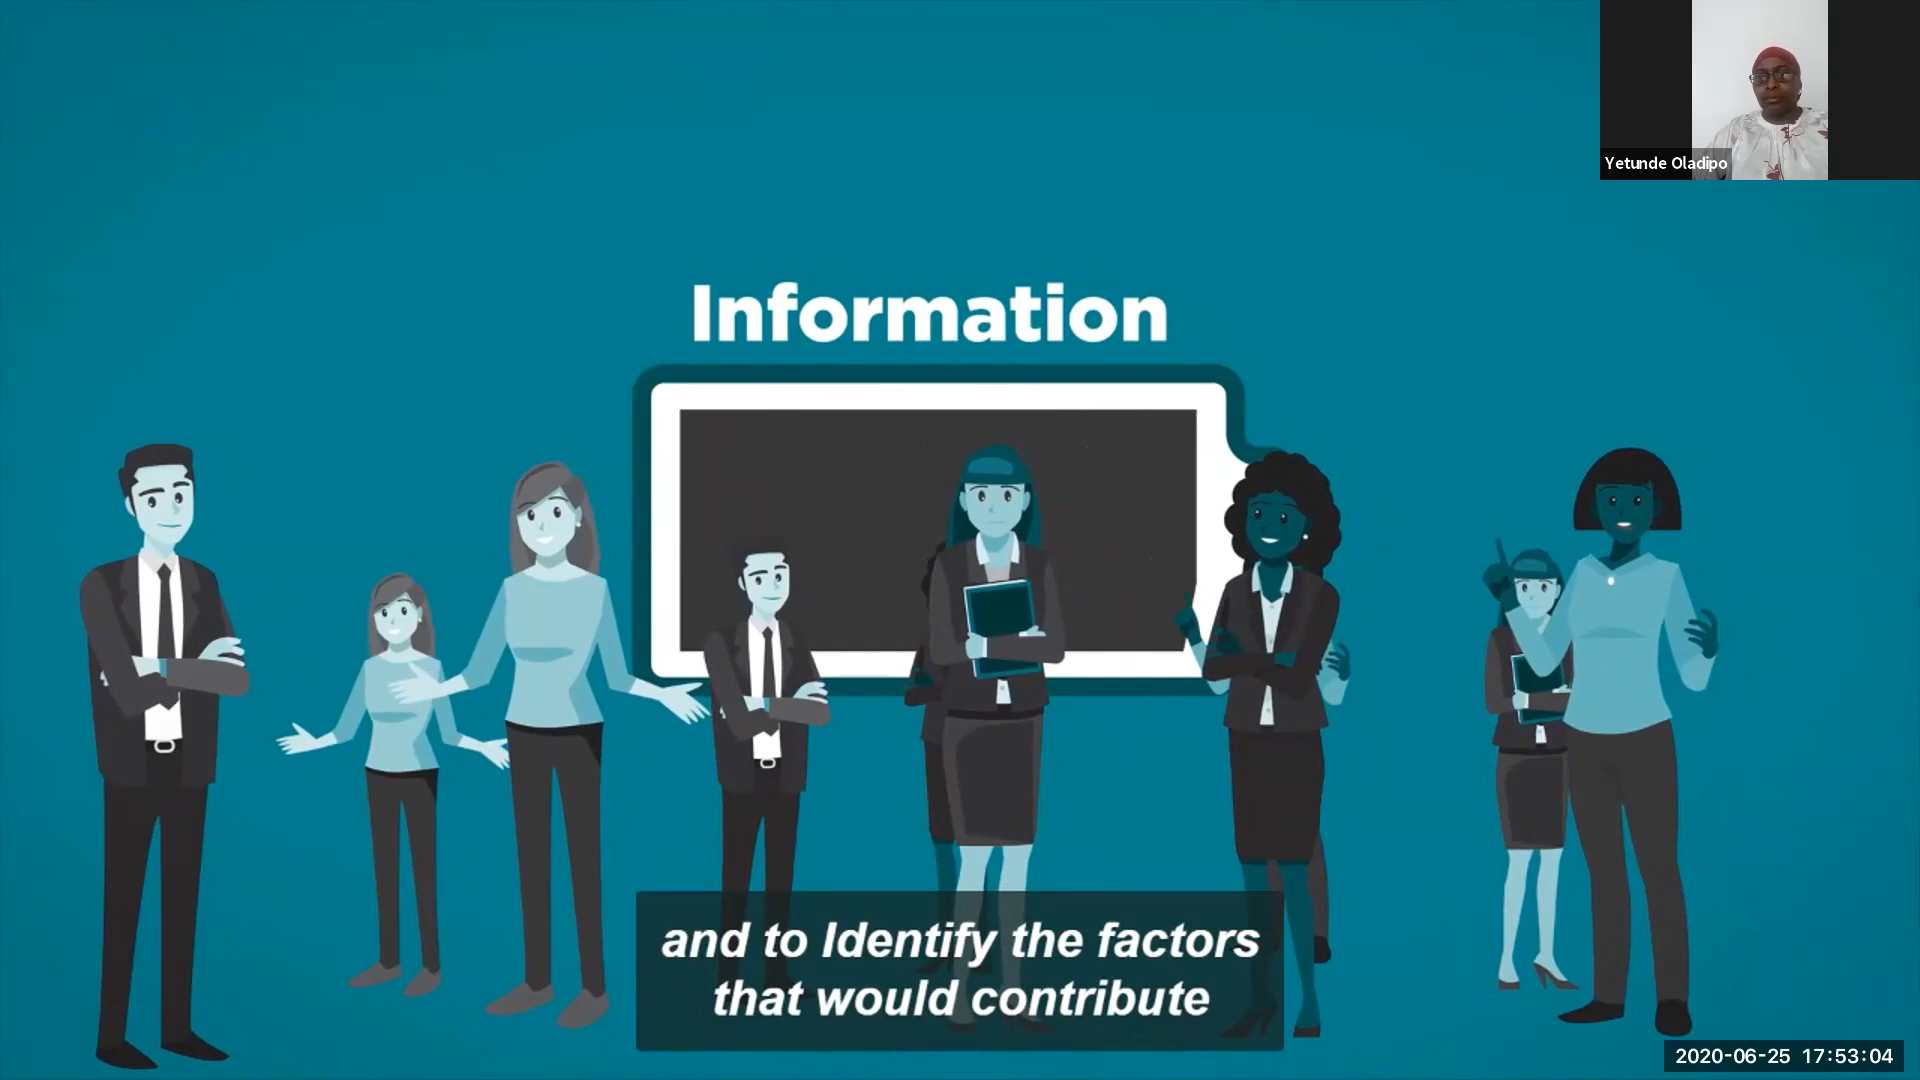 Yetunde Oladipo
Information
and to Identify the factors
that would contribute
2020-06-25 17:53:04